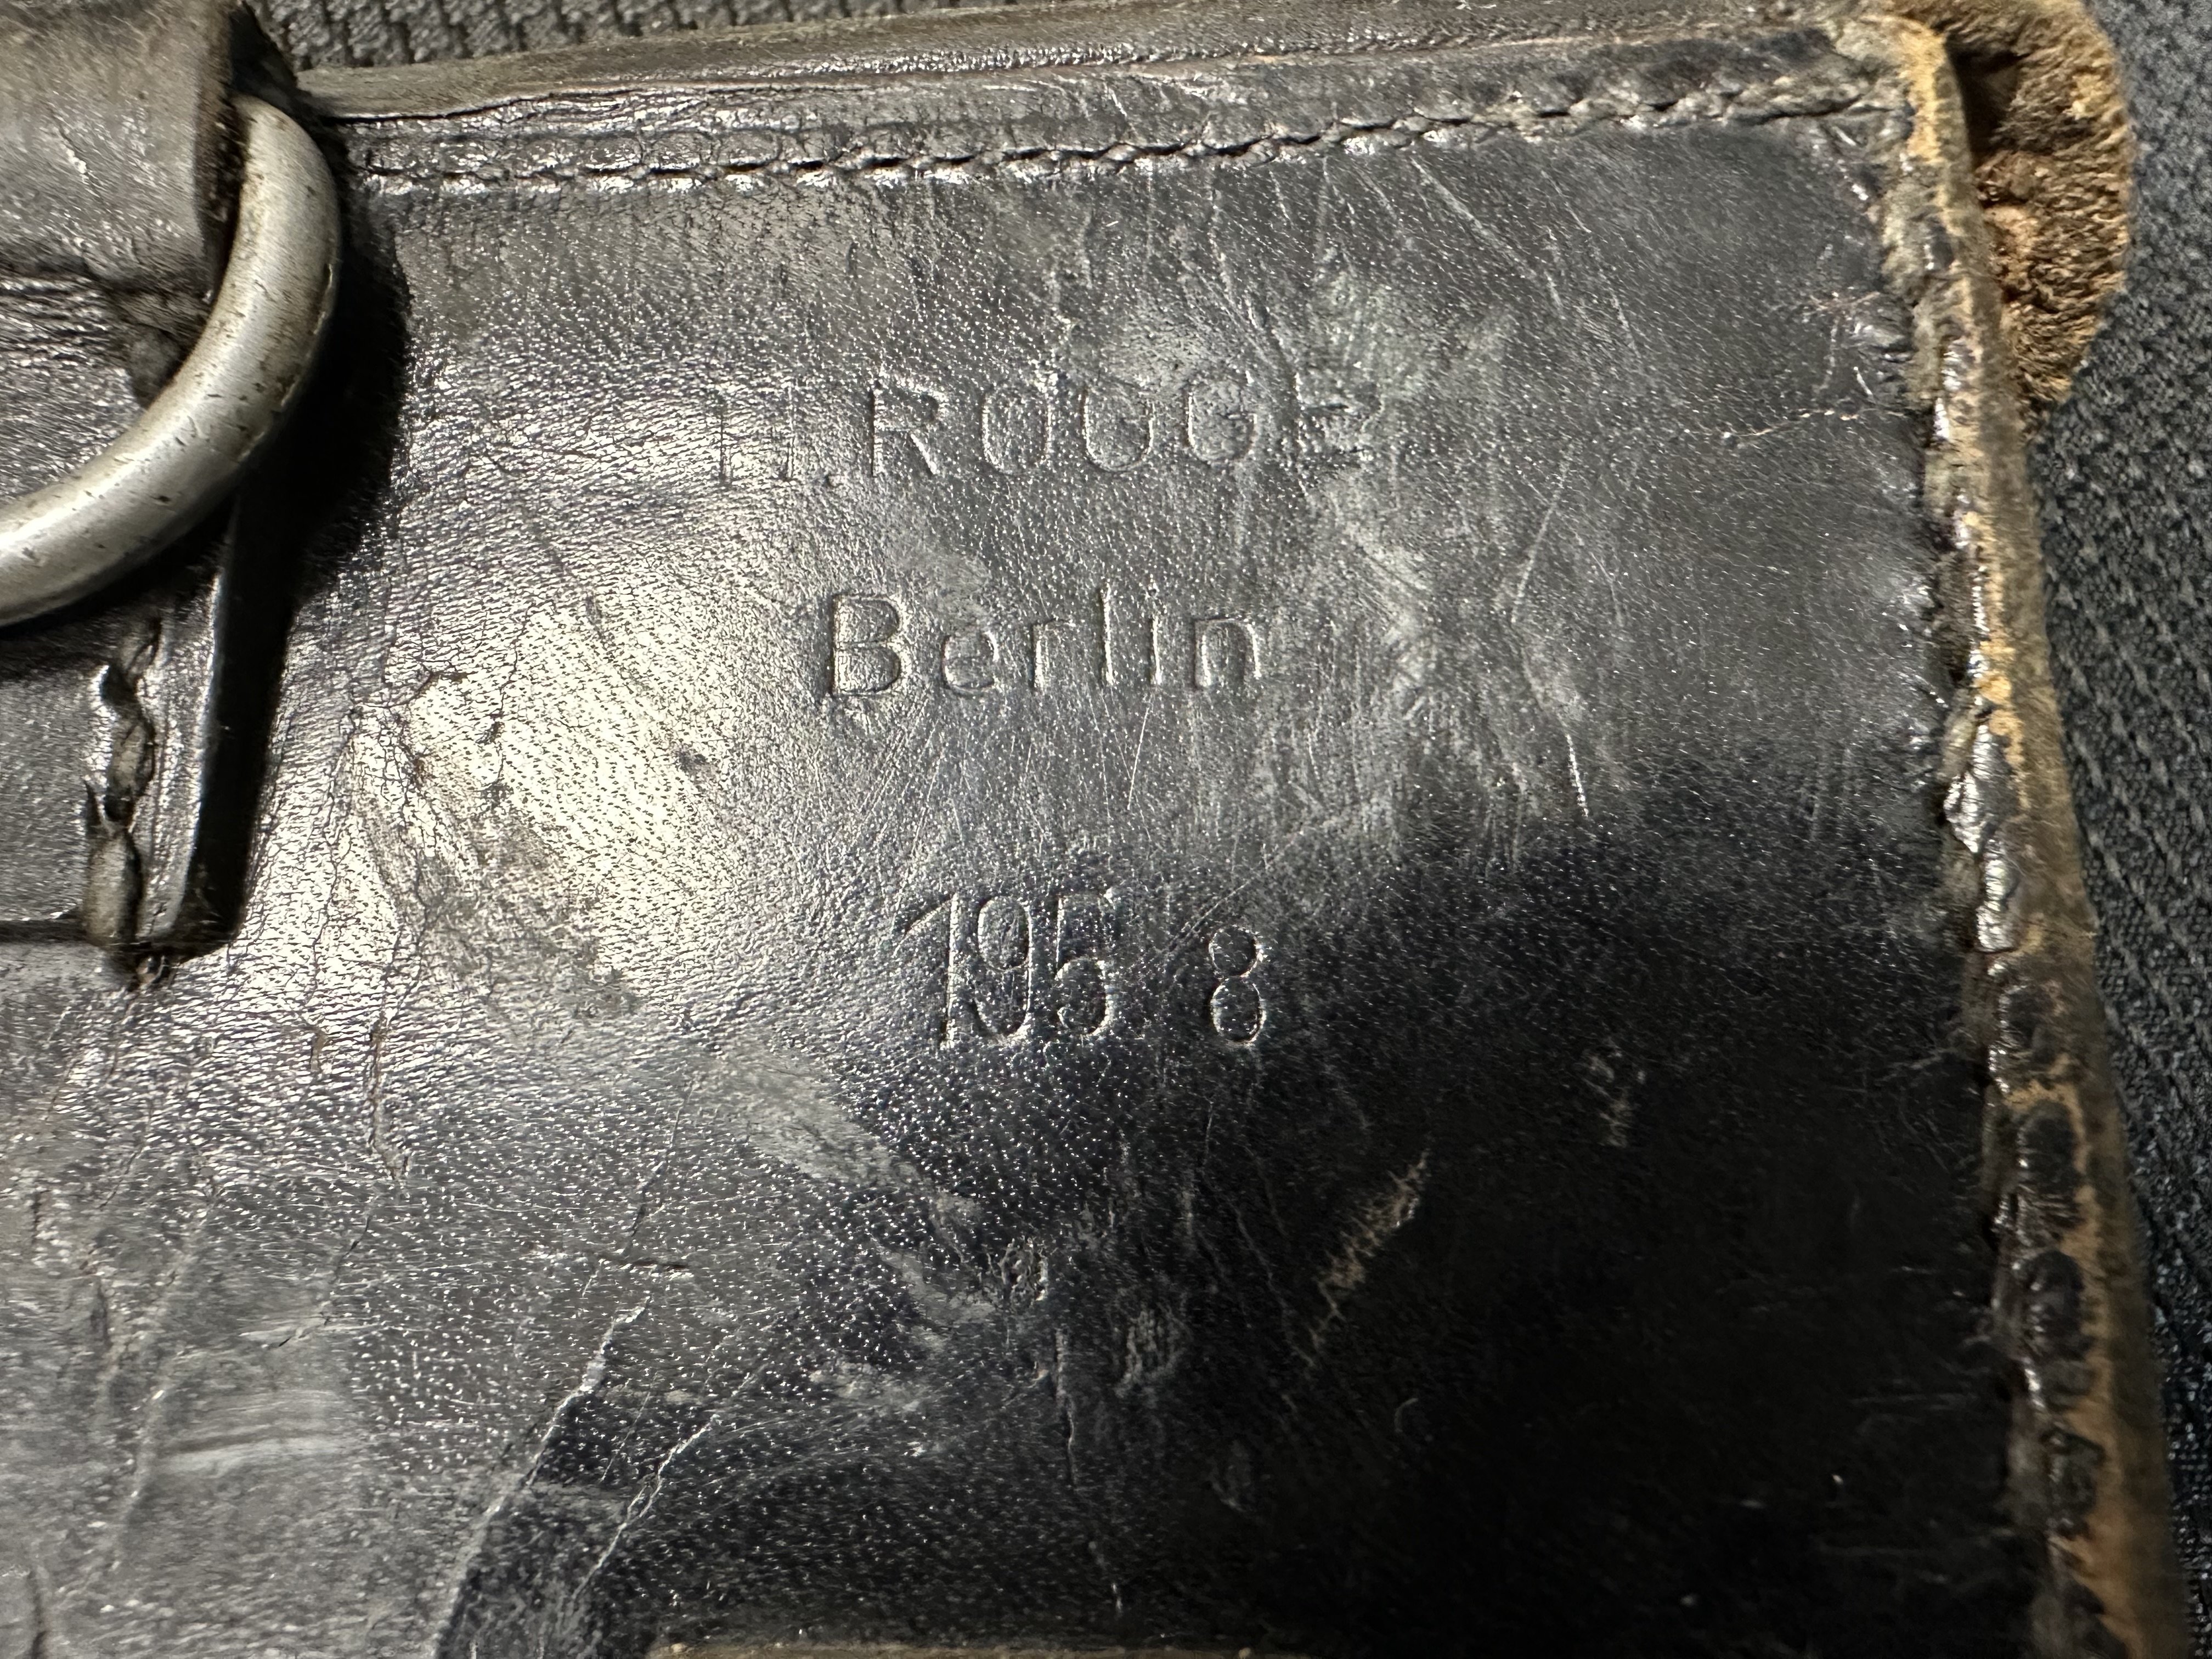 H. ROGGE
Berlin
195 8